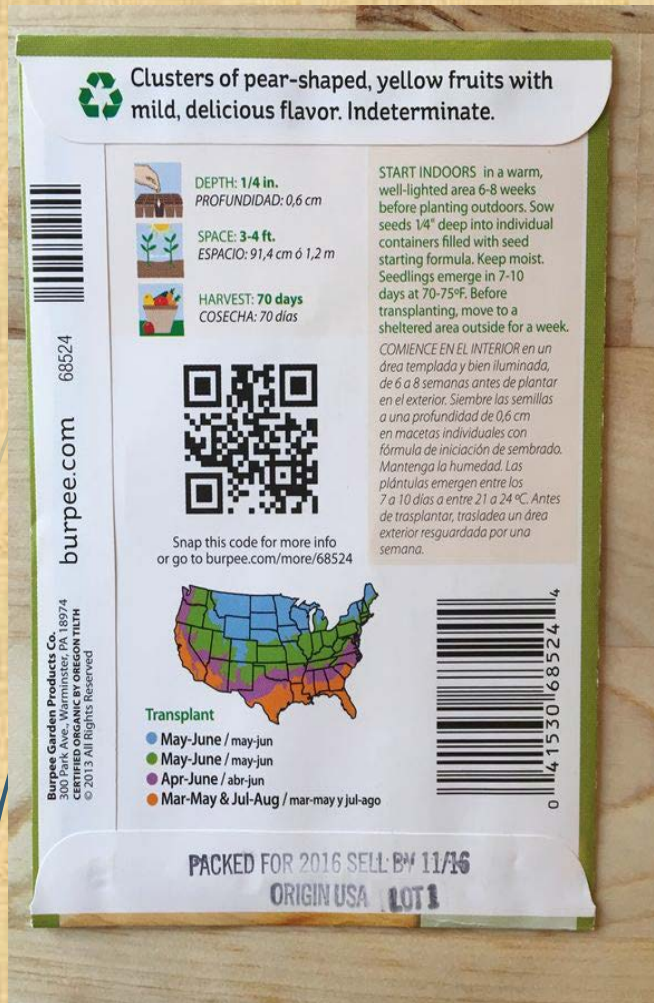 Clusters of pear-shaped, yellow fruits with
mild, delicious flavor. Indeterminate.
DEPTH: 1/4 in.
PROFUNDIDAD: 0,6 cm
SPACE: 3-4 ft.
ESPACIO: 91,4 cm ó 1,2 m
HARVEST: 70 days
COSECHA: 70 días
START INDOORS in a warm,
well-lighted area 6-8 weeks
before planting outdoors. Sow
seeds 1/4" deep into individual
containers filled with seed
starting formula. Keep moist.
Seedlings emerge in 7-10
days at 70-75ºF. Before
transplanting, move to a
sheltered area outside for a week.
COMIENCE EN EL INTERIOR en un
área templada y bien iluminada,
de 6 a 8 semanas antes de plantar
en el exterior. Siembre las semillas
a una profundidad de 0,6 cm
en macetas individuales con
fórmula de iniciación de sembrado.
Mantenga la humedad. Las
plántulas emergen entre los
7 a 10 días a entre 21 a 24 ºC. Antes
de trasplantar, trasladea un área
exterior resguardada por una
semana.
Snap this code for more info
or go to burpee.com/more/68524
Transplant
May-June / may-jun
May-June / may-jun
Apr-June / abr-jun
Mar-May & Jul-Aug / mar-may y jul-ago
0 41530 68524 4
68524
burpee.com
Burpee Garden Products Co.
300 Park Ave., Warminster, PA 18974
CERTIFIED ORGANIC BY OREGON TILTH
© 2013 All Rights Reserved
PACKED FOR 2016 SELL BY 11/16
ORIGIN USA LOT 1